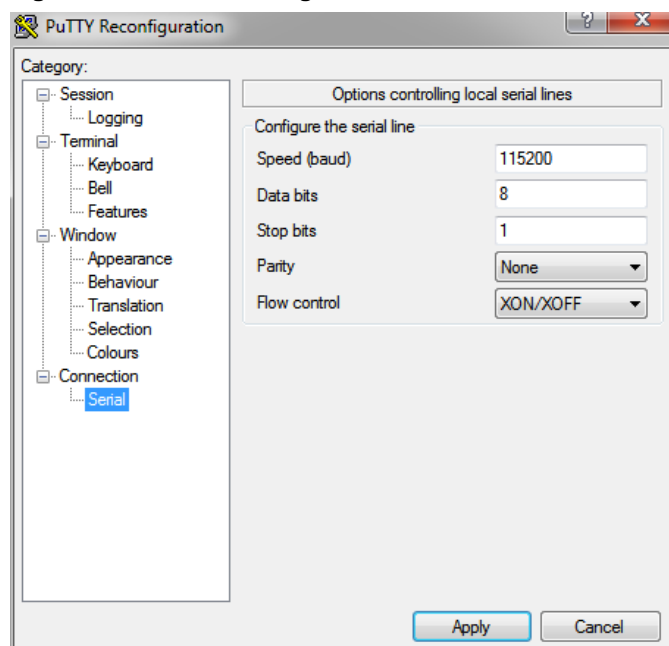 PuTTY Reconfiguration
Category:
Session
Logging
Terminal
Keyboard
Bell
Features
Window
Appearance
Behaviour
Translation
Selection
Colours
Connection
Serial
Options controlling local serial lines
Configure the serial line
Speed (baud) 115200
Data bits 8
Stop bits 1
Parity None
Flow control XON/XOFF
Apply Cancel